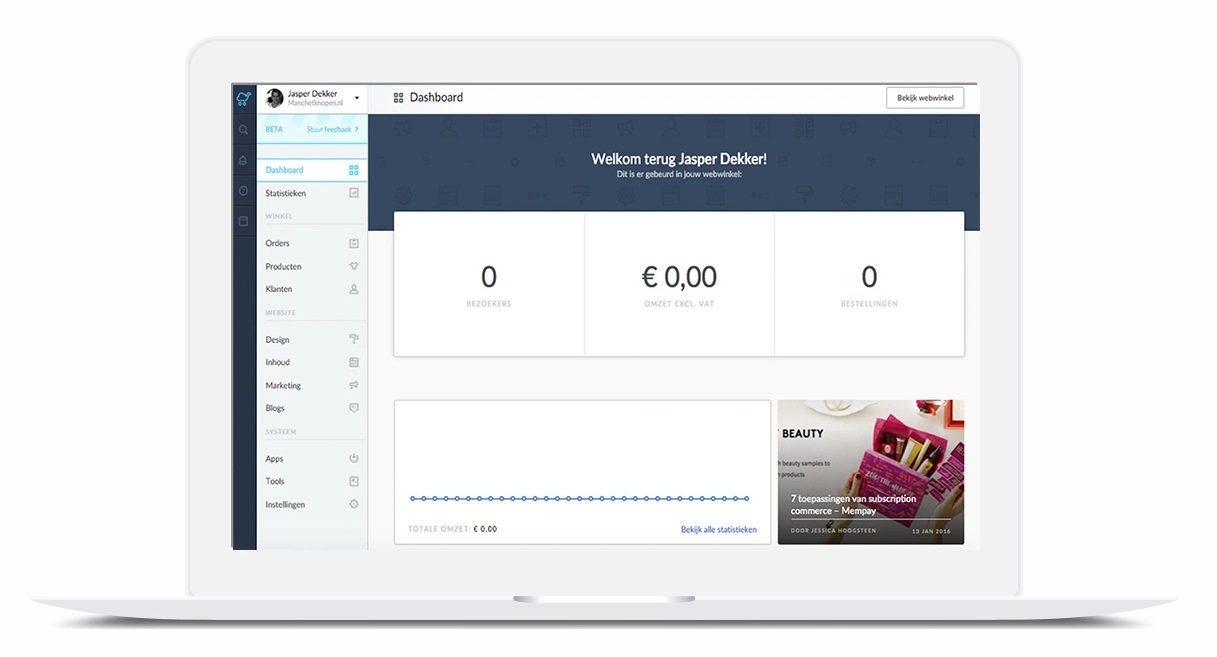 Jasper Dekker
Manchetknopen.nl
Dashboard
Bekijk webwinkel
BETA
Stuur feedback >
Dashboard
Statistieken
WINKEL
Orders
Producten
Klanten
WEBSITE
Design
Inhoud
Marketing
Blogs
SYSTEEM
Apps
Tools
Instellingen
Welkom terug Jasper Dekker!
Dit is er gebeurd in jouw webwinkel:
0
BEZOEKERS
€ 0,00
OMZET EXCL. VAT
0
BESTELLINGEN
TOTALE OMZET: € 0.00
Bekijk alle statistieken
BEAUTY
beauty samples to
products
7 toepassingen van subscription
commerce – Mempay
DOOR JESSICA HOOGSTEEN
13 JAN 2016